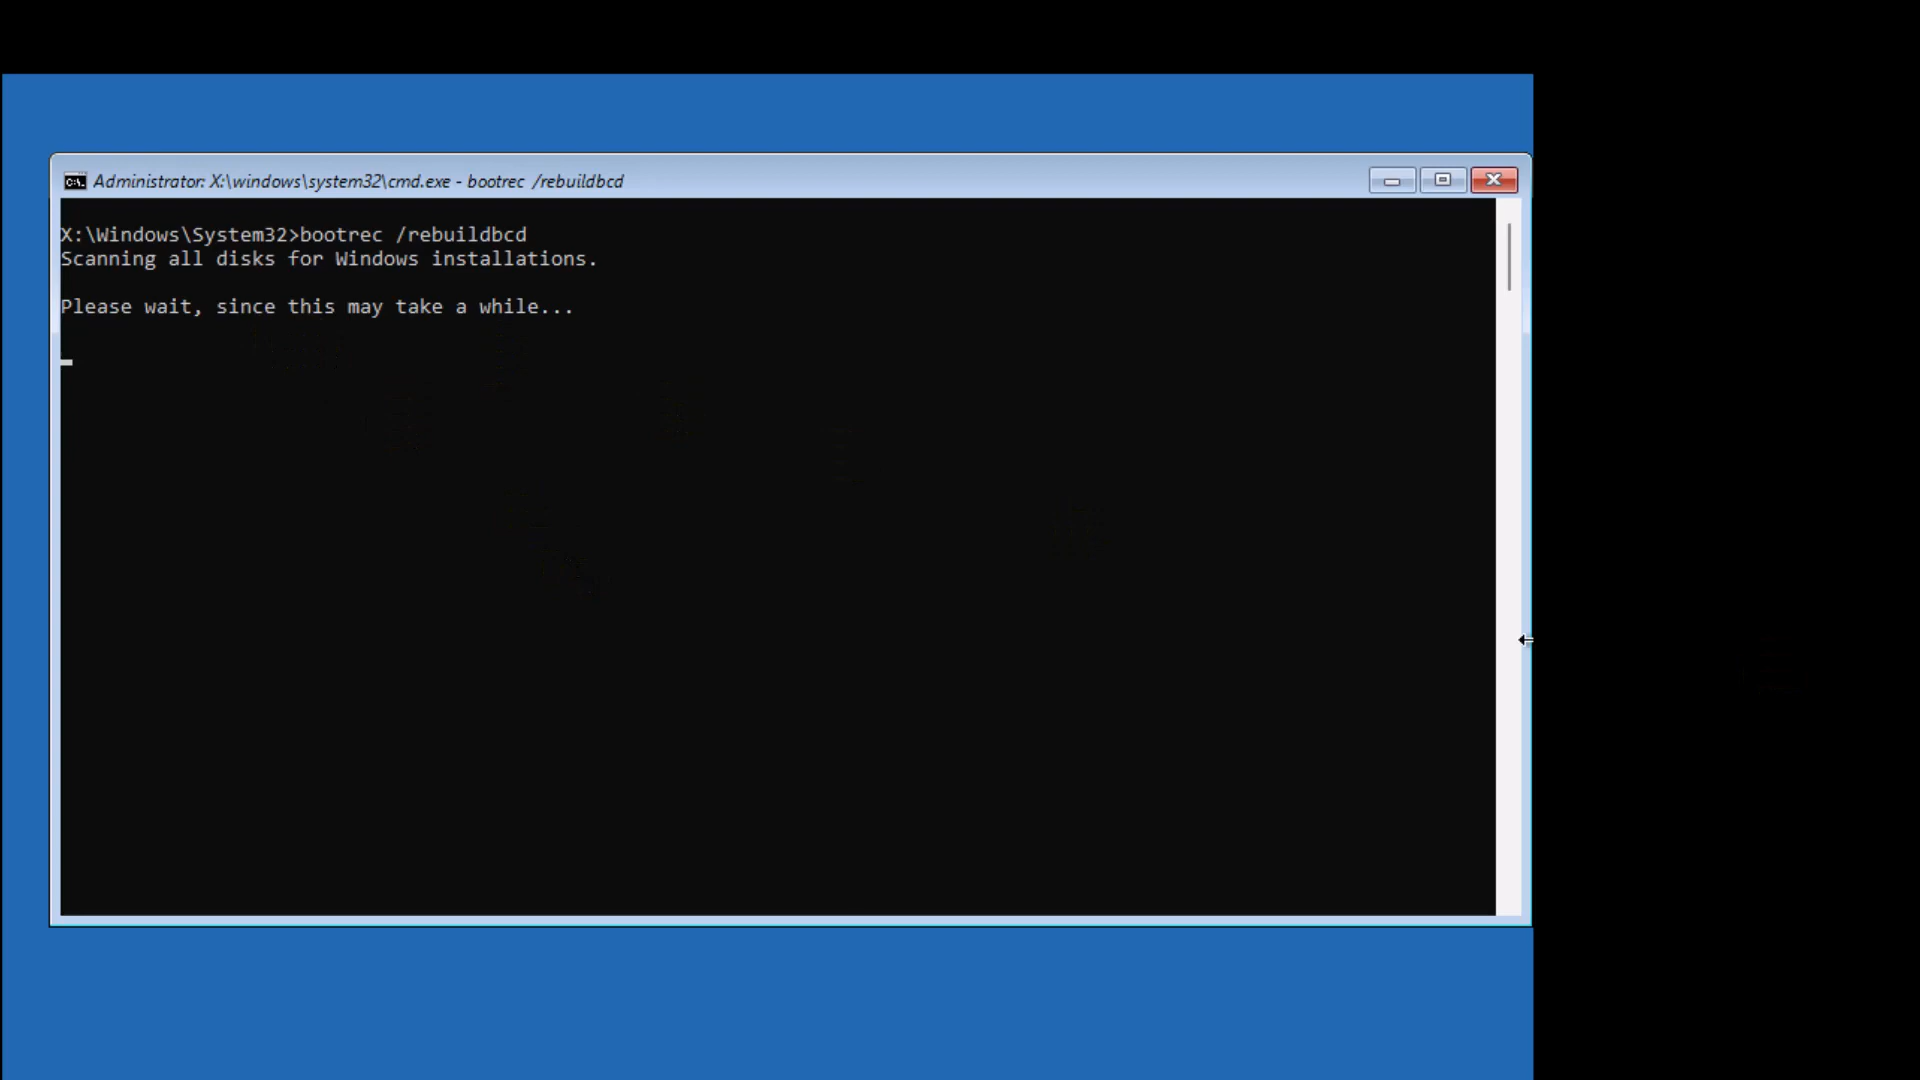 Administrator: X:\windows\system32\cmd.exe - bootrec /rebuildbcd
X:\Windows\System32>bootrec /rebuildbcd
Scanning all disks for Windows installations.
Please wait, since this may take a while...